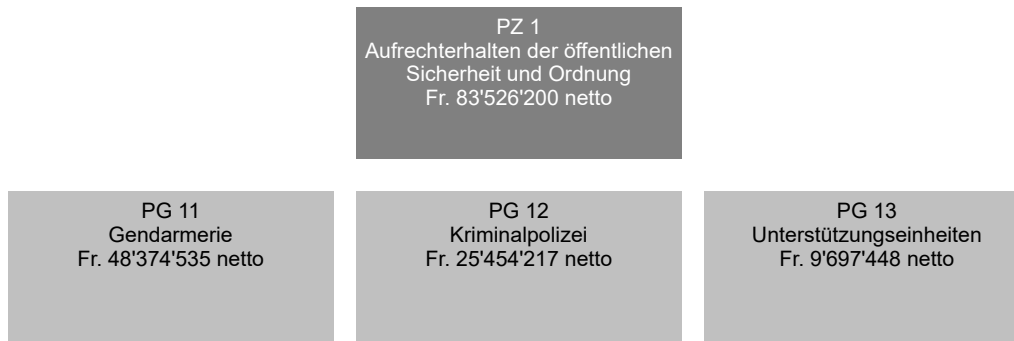 PZ 1
Aufrechterhalten der öffentlichen
Sicherheit und Ordnung
Fr. 83'526'200 netto
PG 11
Gendarmerie
Fr. 48'374'535 netto
PG 12
Kriminalpolizei
Fr. 25'454'217 netto
PG 13
Unterstützungseinheiten
Fr. 9'697'448 netto